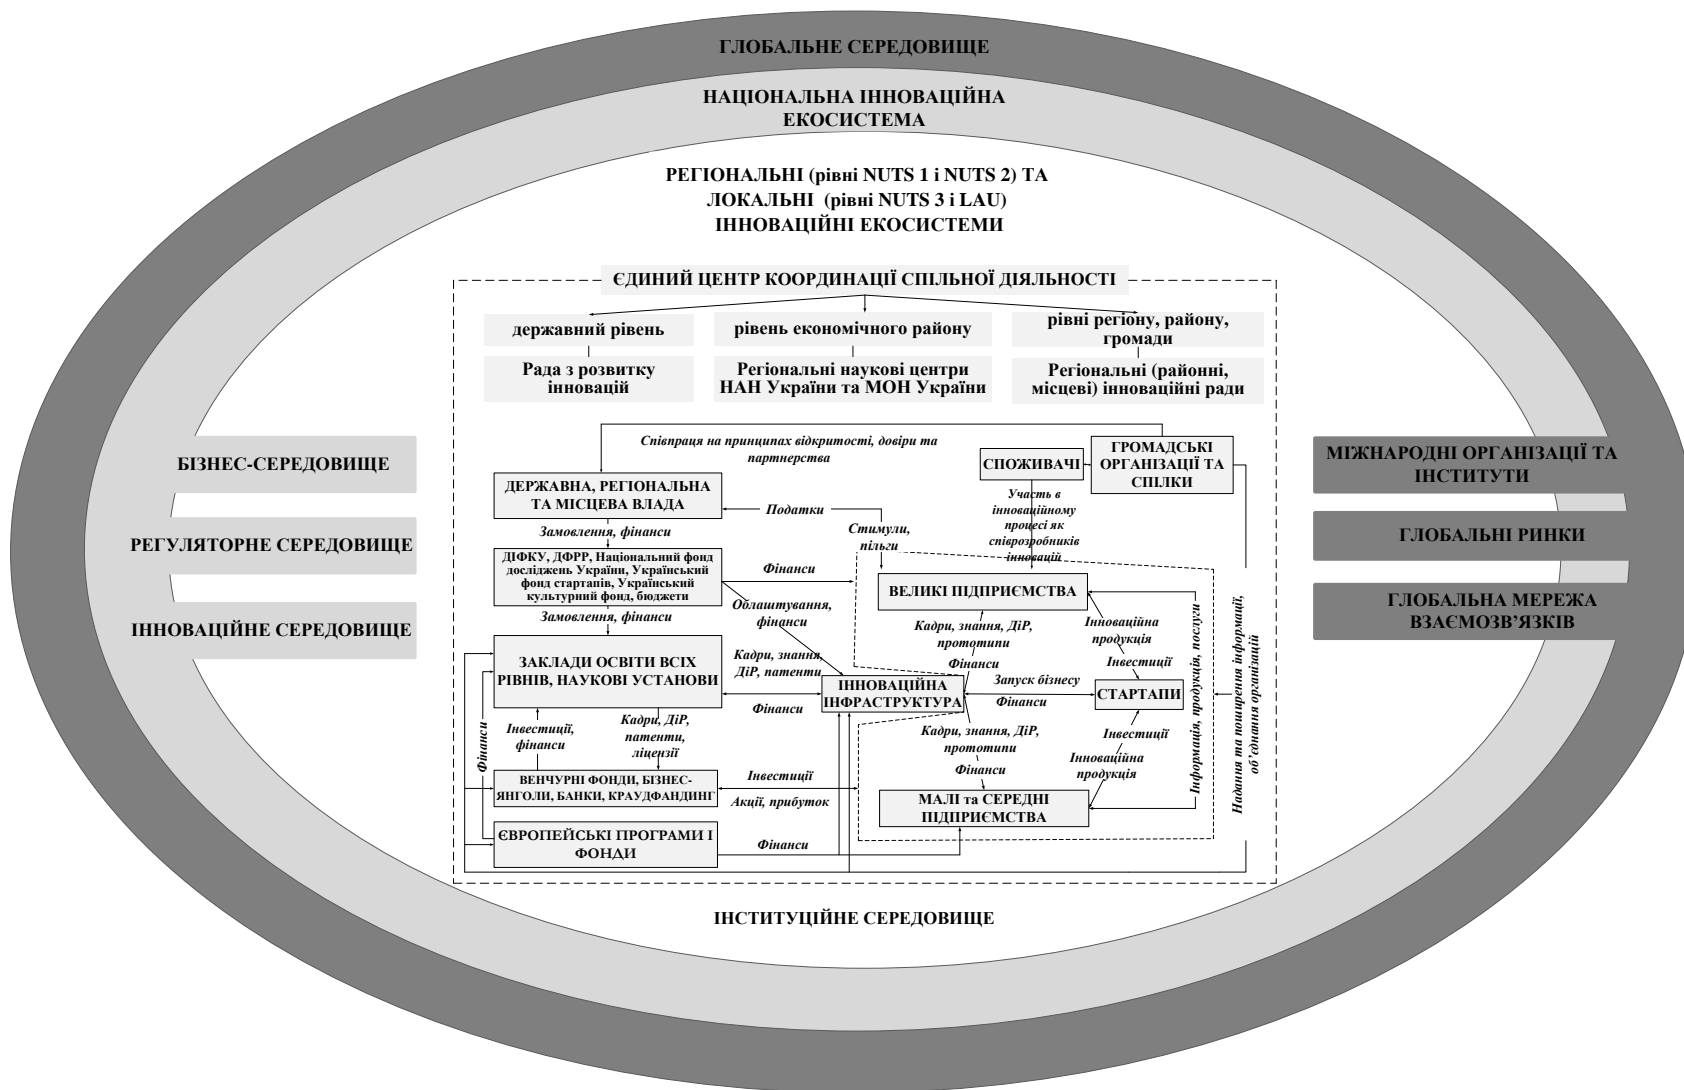 ГЛОБАЛЬНЕ СЕРЕДОВИЩЕ
НАЦІОНАЛЬНА ІННОВАЦІЙНА
ЕКОСИСТЕМА
РЕГІОНАЛЬНІ (рівні NUTS 1 і NUTS 2) ТА
ЛОКАЛЬНІ (рівні NUTS 3 і LAU)
ІННОВАЦІЙНІ ЕКОСИСТЕМИ
ЄДИНИЙ ЦЕНТР КООРДИНАЦІЇ СПІЛЬНОЇ ДІЯЛЬНОСТІ
державний рівень
рівень економічного району
рівні регіону, району,
громади
Рада з розвитку
інновацій
Регіональні наукові центри
НАН України та МОН України
Регіональні (районні,
місцеві) інноваційні ради
БІЗНЕС-СЕРЕДОВИЩЕ
РЕГУЛЯТОРНЕ СЕРЕДОВИЩЕ
ІННОВАЦІЙНЕ СЕРЕДОВИЩЕ
МІЖНАРОДНІ ОРГАНІЗАЦІЇ ТА
ІНСТИТУТИ
ГЛОБАЛЬНІ РИНКИ
ГЛОБАЛЬНА МЕРЕЖА
ВЗАЄМОЗВ’ЯЗКІВ
Співпраця на принципах відкритості, довіри та
партнерства
СПОЖИВАЧІ
ГРОМАДСЬКІ
ОРГАНІЗАЦІЇ ТА
СПІЛКИ
ДЕРЖАВНА, РЕГІОНАЛЬНА
ТА МІСЦЕВА ВЛАДА
Податки
Стимули,
пільги
Участь в
інноваційному
процесі як
співрозробників
інновацій
Замовлення, фінанси
ДІФКУ, ДФРР, Національний фонд
досліджень України, Український
фонд стартапів, Український
культурний фонд, бюджети
Фінанси
Облаштування,
фінанси
ВЕЛИКІ ПІДПРИЄМСТВА
Замовлення, фінанси
Кадри, знання, ДіР,
прототипи
Фінанси
Інноваційна
продукція
Інвестиції
ЗАКЛАДИ ОСВІТИ ВСІХ
РІВНІВ, НАУКОВІ УСТАНОВИ
Кадри, знання,
ДіР, патенти
Фінанси
ІННОВАЦІЙНА
ІНФРАСТРУКТУРА
Запуск бізнесу
Фінанси
СТАРТАПИ
Інформація, продукція, послуги
Надання та поширення інформації,
об’єднання організацій
Фінанси
Інвестиції,
фінанси
Кадри, ДіР,
патенти,
ліцензії
Кадри, знання, ДіР,
прототипи
Фінанси
Інвестиції
Інноваційна
продукція
ВЕНЧУРНІ ФОНДИ, БІЗНЕС-
ЯНГОЛИ, БАНКИ, КРАУДФАНДИНГ
Інвестиції
Акції, прибуток
МАЛІ та СЕРЕДНІ
ПІДПРИЄМСТВА
ЄВРОПЕЙСЬКІ ПРОГРАМИ І
ФОНДИ
Фінанси
ІНСТИТУЦІЙНЕ СЕРЕДОВИЩЕ